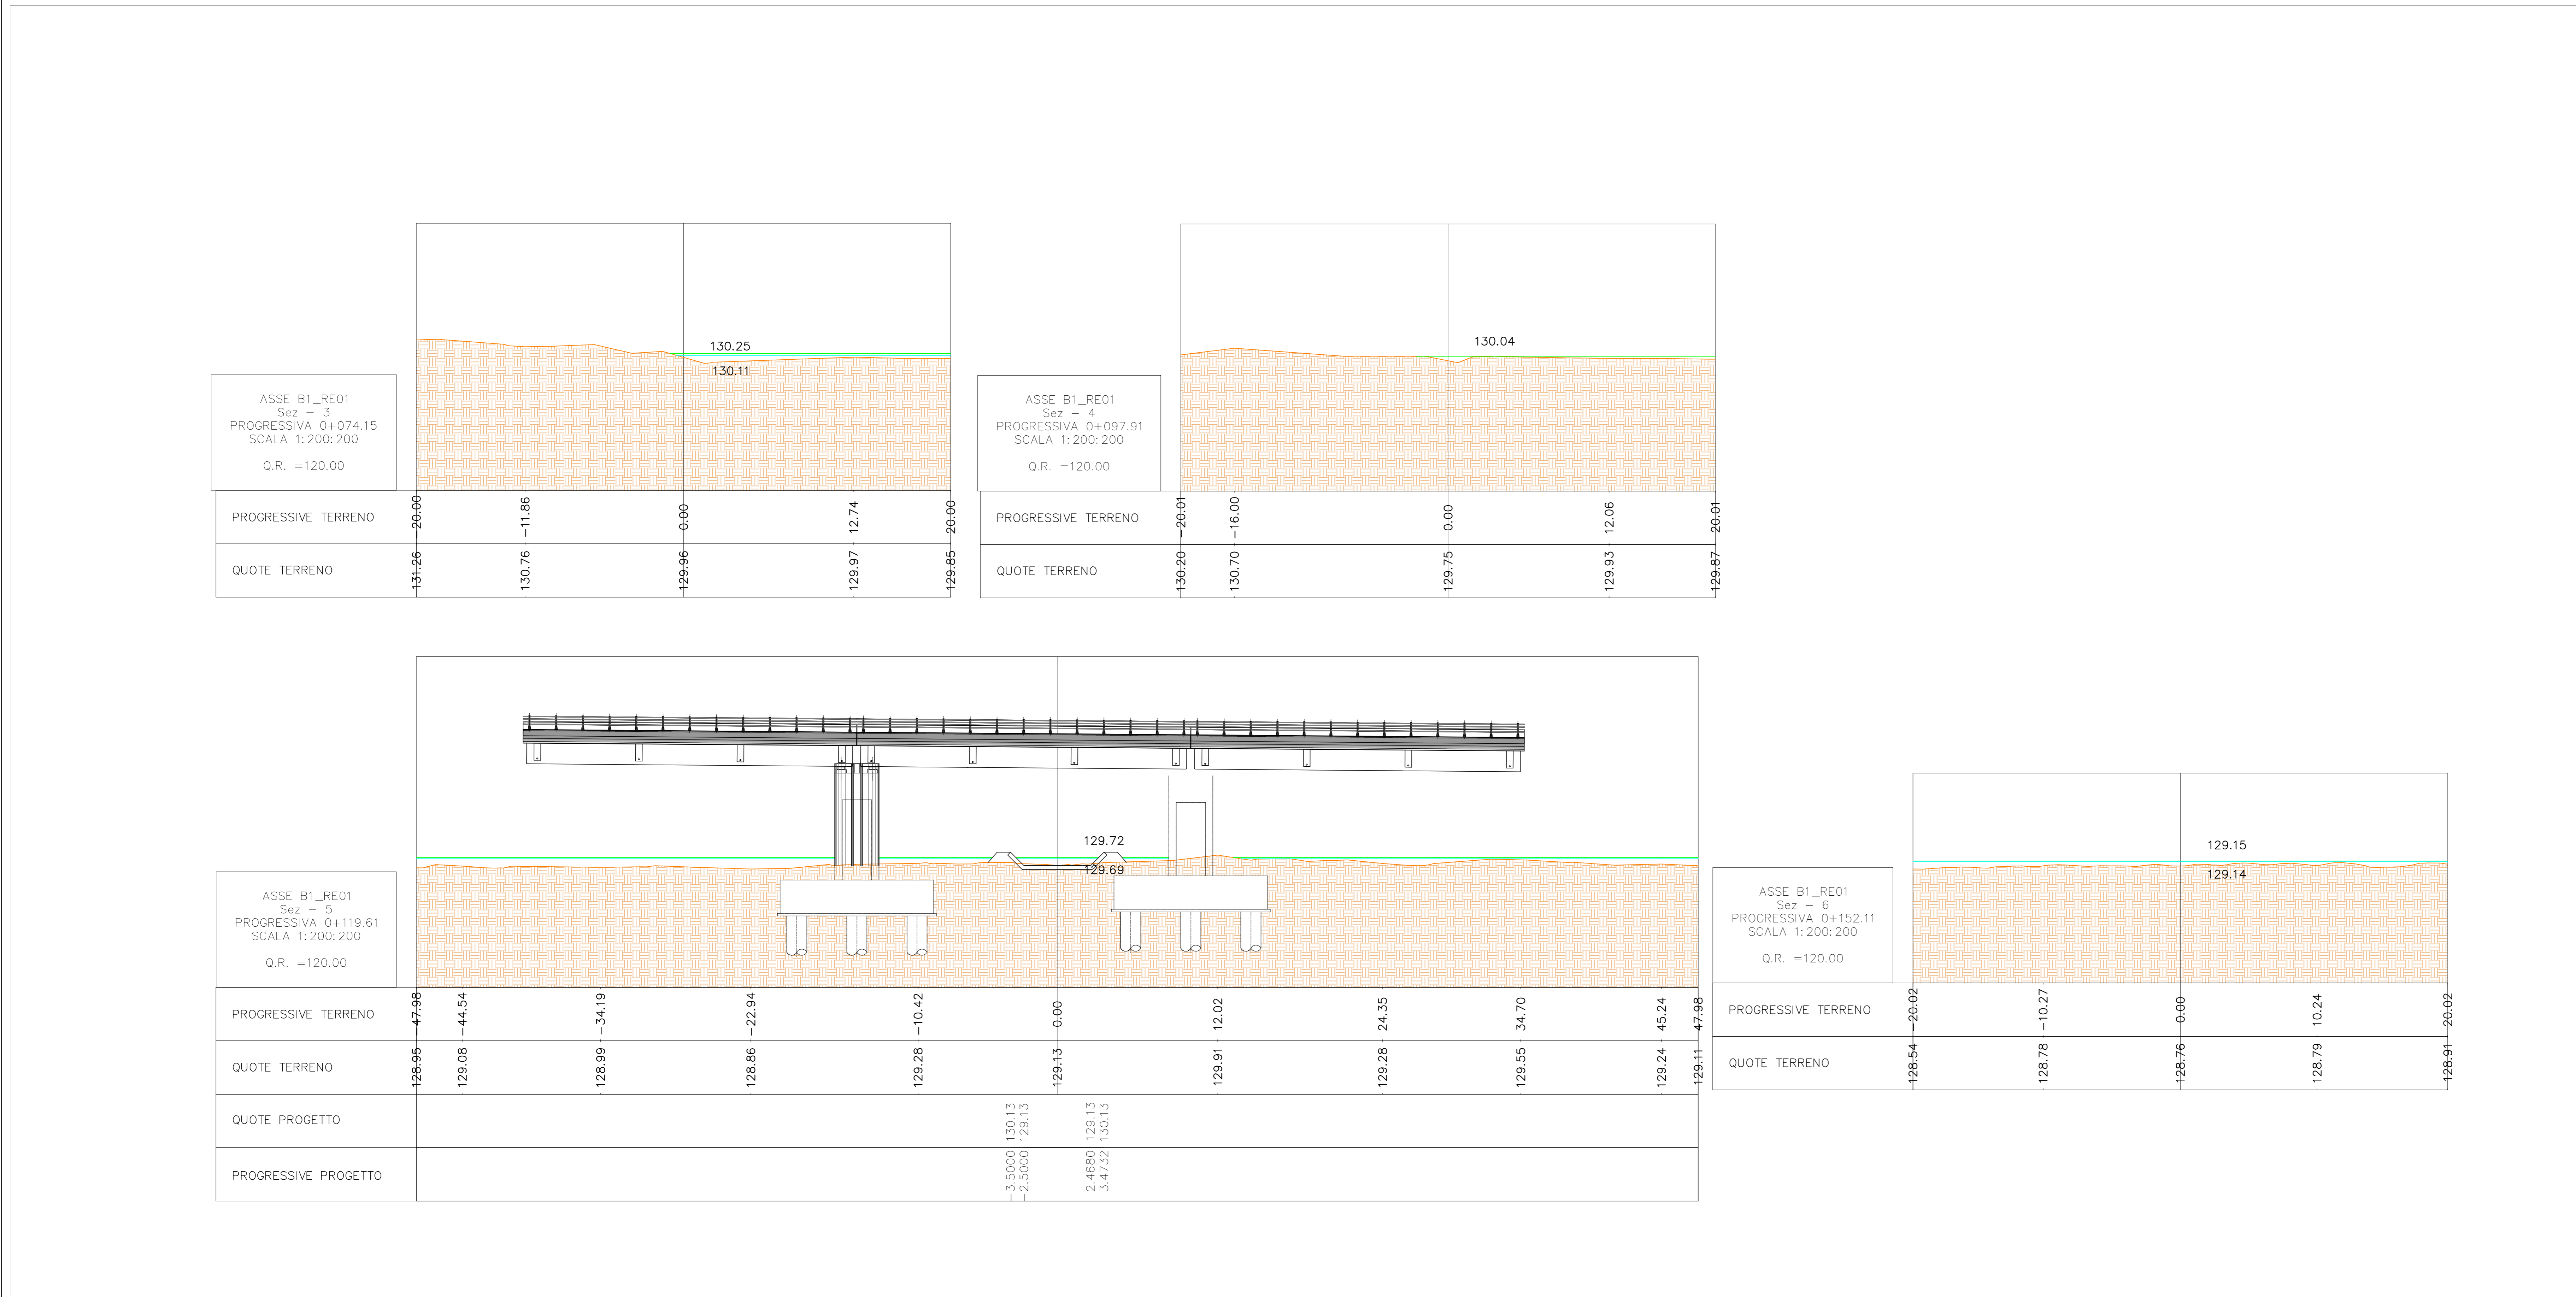 130.25
130.11
ASSE B1_RE01
Sez - 3
PROGRESSIVA 0+074.15
SCALA 1:200:200
Q.R. =120.00
PROGRESSIVE TERRENO
-20.00
-11.86
0.00
12.74
20.00
QUOTE TERRENO
131.26
130.76
129.96
129.97
129.85
130.04
ASSE B1_RE01
Sez - 4
PROGRESSIVA 0+097.91
SCALA 1:200:200
Q.R. =120.00
PROGRESSIVE TERRENO
-20.01
-16.00
0.00
12.06
20.01
QUOTE TERRENO
130.20
130.70
129.75
129.93
129.87
129.72
129.69
ASSE B1_RE01
Sez - 5
PROGRESSIVA 0+119.61
SCALA 1:200:200
Q.R. =120.00
PROGRESSIVE TERRENO
-47.98
-44.54
-34.19
-22.94
-10.42
0.00
12.02
24.35
34.70
45.24
47.98
QUOTE TERRENO
128.95
129.08
128.99
128.86
129.28
129.13
129.91
129.28
129.55
129.24
129.11
QUOTE PROGETTO
130.13
129.13
129.13
130.13
PROGRESSIVE PROGETTO
-3.5000
-2.5000
2.4680
3.4732
129.15
129.14
ASSE B1_RE01
Sez - 6
PROGRESSIVA 0+152.11
SCALA 1:200:200
Q.R. =120.00
PROGRESSIVE TERRENO
-20.02
-10.27
0.00
10.24
20.02
QUOTE TERRENO
128.54
128.78
128.76
128.79
128.91